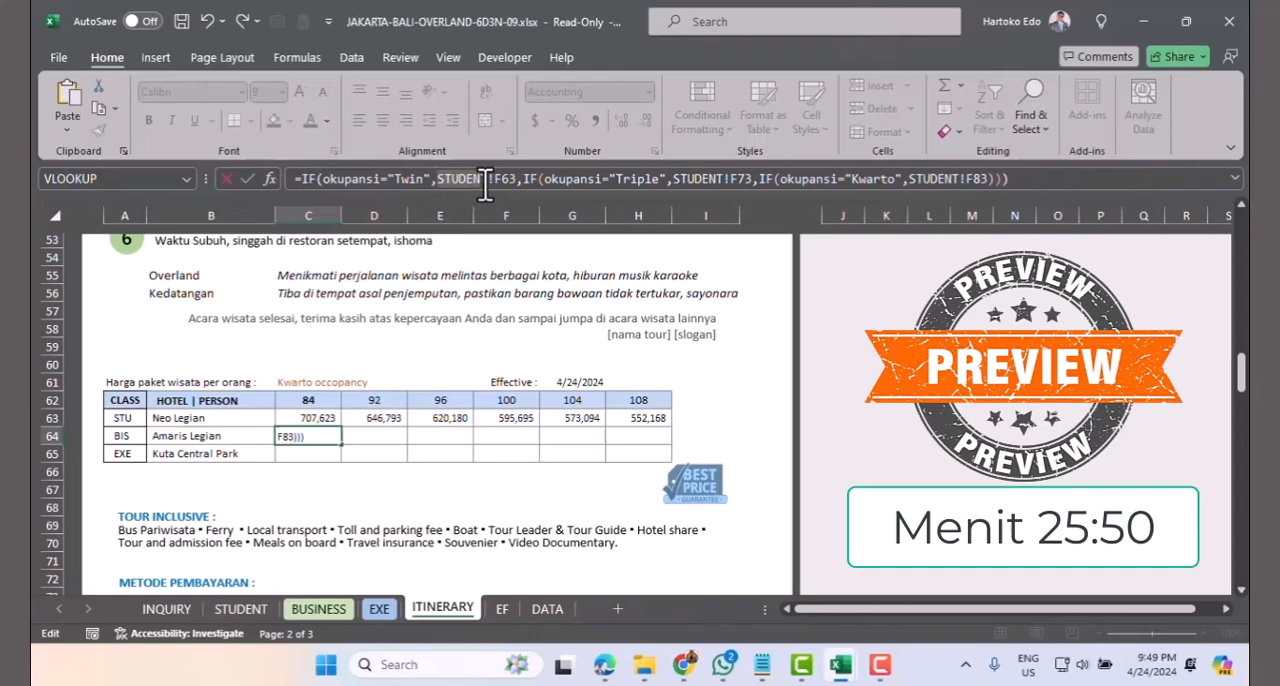 AutoSave Off JAKARTA-BALI-OVERLAND-6D3N-09.xlsx - Read-Only -... Search Hartoko Edo
File Home Insert Page Layout Formulas Data Review View Developer Help Comments Share
Paste Calibri 9 Accounting Conditional Formatting Format as Table Cell Styles Insert Delete Format Sort & Filter Find & Select Add-ins Analyze Data
Clipboard Font Alignment Number Styles Cells Editing Add-ins
VLOOKUP =IF(okupansi="Twin",STUDENT!F63,IF(okupansi="Triple",STUDENT!F73,IF(okupansi="Kwarto",STUDENT!F83)))
A B C D E F G H I J K L M N O P Q R S
53 6 Waktu Subuh, singgah di restoran setempat, ishoma
54
55 Overland Menikmati perjalanan wisata melintas berbagai kota, hiburan musik karaoke
56 Kedatangan Tiba di tempat asal penjemputan, pastikan barang bawaan tidak tertukar, sayonara
57 Acara wisata selesai, terima kasih atas kepercayaan Anda dan sampai jumpa di acara wisata lainnya
58 [nama tour] [slogan]
59
60
61 Harga paket wisata per orang : Kwarto occopancy Effective : 4/24/2024
62 CLASS HOTEL | PERSON 84 92 96 100 104 108
63 STU Neo Legian 707,623 646,793 620,180 595,695 573,094 552,168
64 BIS Amaris Legian F83)))
65 EXE Kuta Central Park
66
67 BEST PRICE GUARANTEE
68 TOUR INCLUSIVE :
69 Bus Pariwisata • Ferry • Local transport • Toll and parking fee • Boat • Tour Leader & Tour Guide • Hotel share •
70 Tour and admission fee • Meals on board • Travel insurance • Souvenier • Video Documentary.
71
72 METODE PEMBAYARAN :
PREVIEW
PREVIEW
PREVIEW
Menit 25:50
INQUIRY STUDENT BUSINESS EXE ITINERARY EF DATA
Edit Accessibility: Investigate Page: 2 of 3
Search 2 ENG US 9:49 PM 4/24/2024